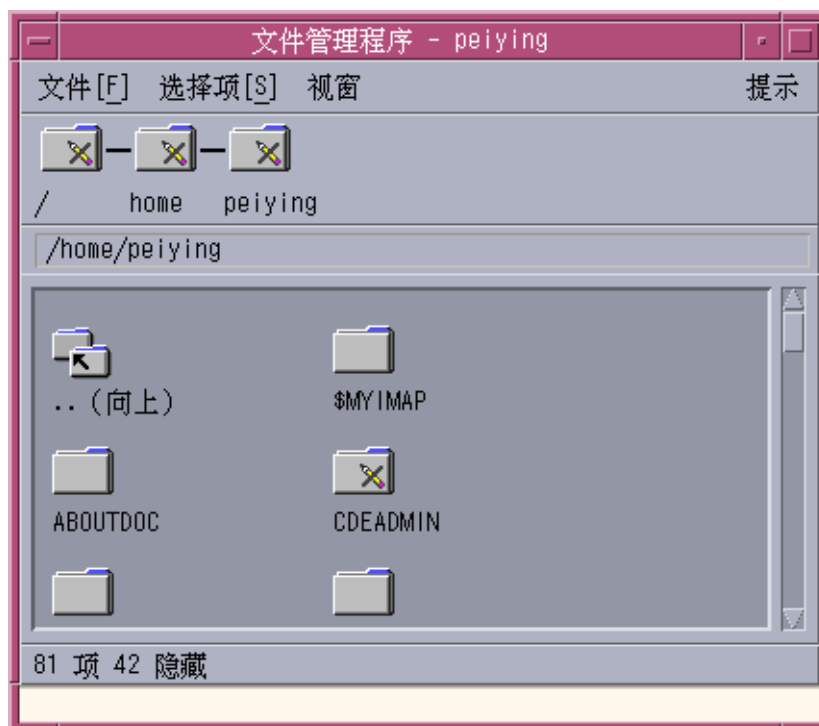 文件管理程序 - peiying
文件[F] 选择项[S] 视窗 提示
/ home peiying
/home/peiying
..(向上) $MYIMAP
ABOUTDOC CDEADMIN
81 项 42 隐藏